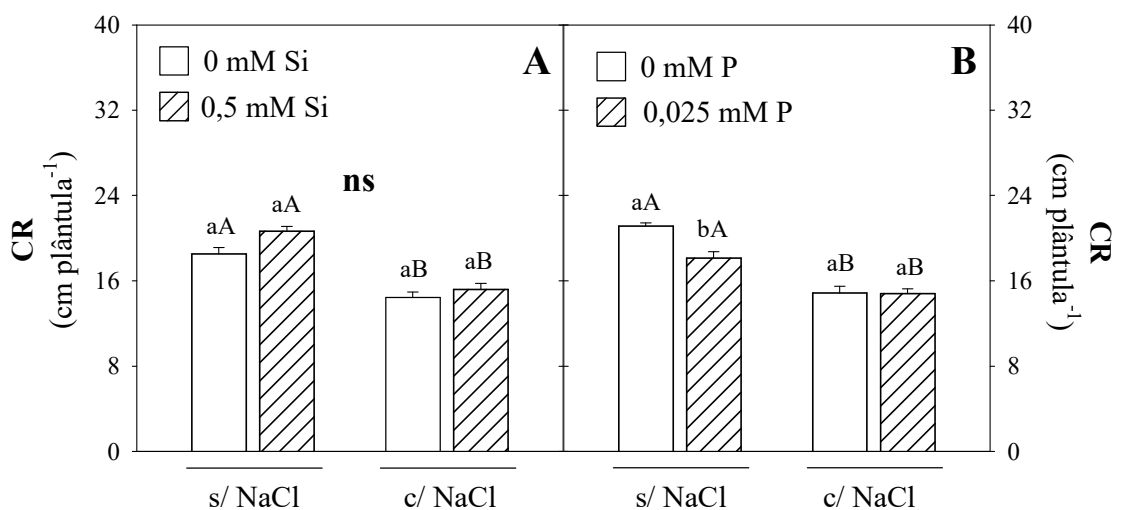 40
32
24
16
8
0
CR
(cm plântula⁻¹)
0 mM Si
0,5 mM Si
A
ns
aA
aA
aB
aB
s/ NaCl
c/ NaCl
0 mM P
0,025 mM P
B
aA
bA
aB
aB
s/ NaCl
c/ NaCl
40
32
24
16
8
0
CR
(cm plântula⁻¹)